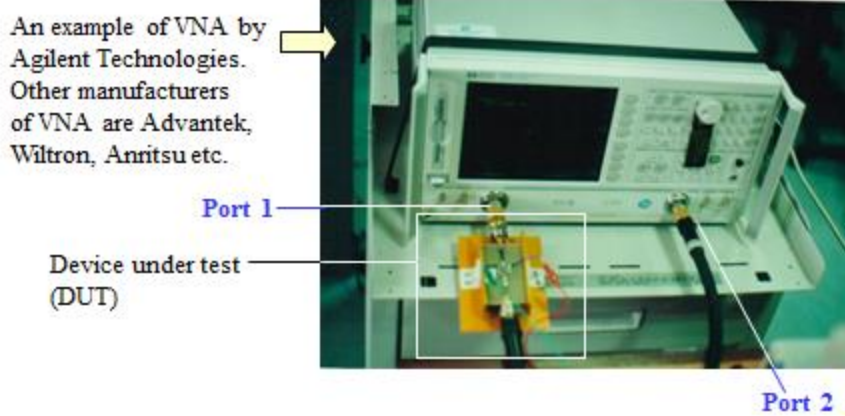 An example of VNA by
Agilent Technologies.
Other manufacturers
of VNA are Advantek,
Wiltron, Anritsu etc.
Port 1
Device under test
(DUT)
Port 2